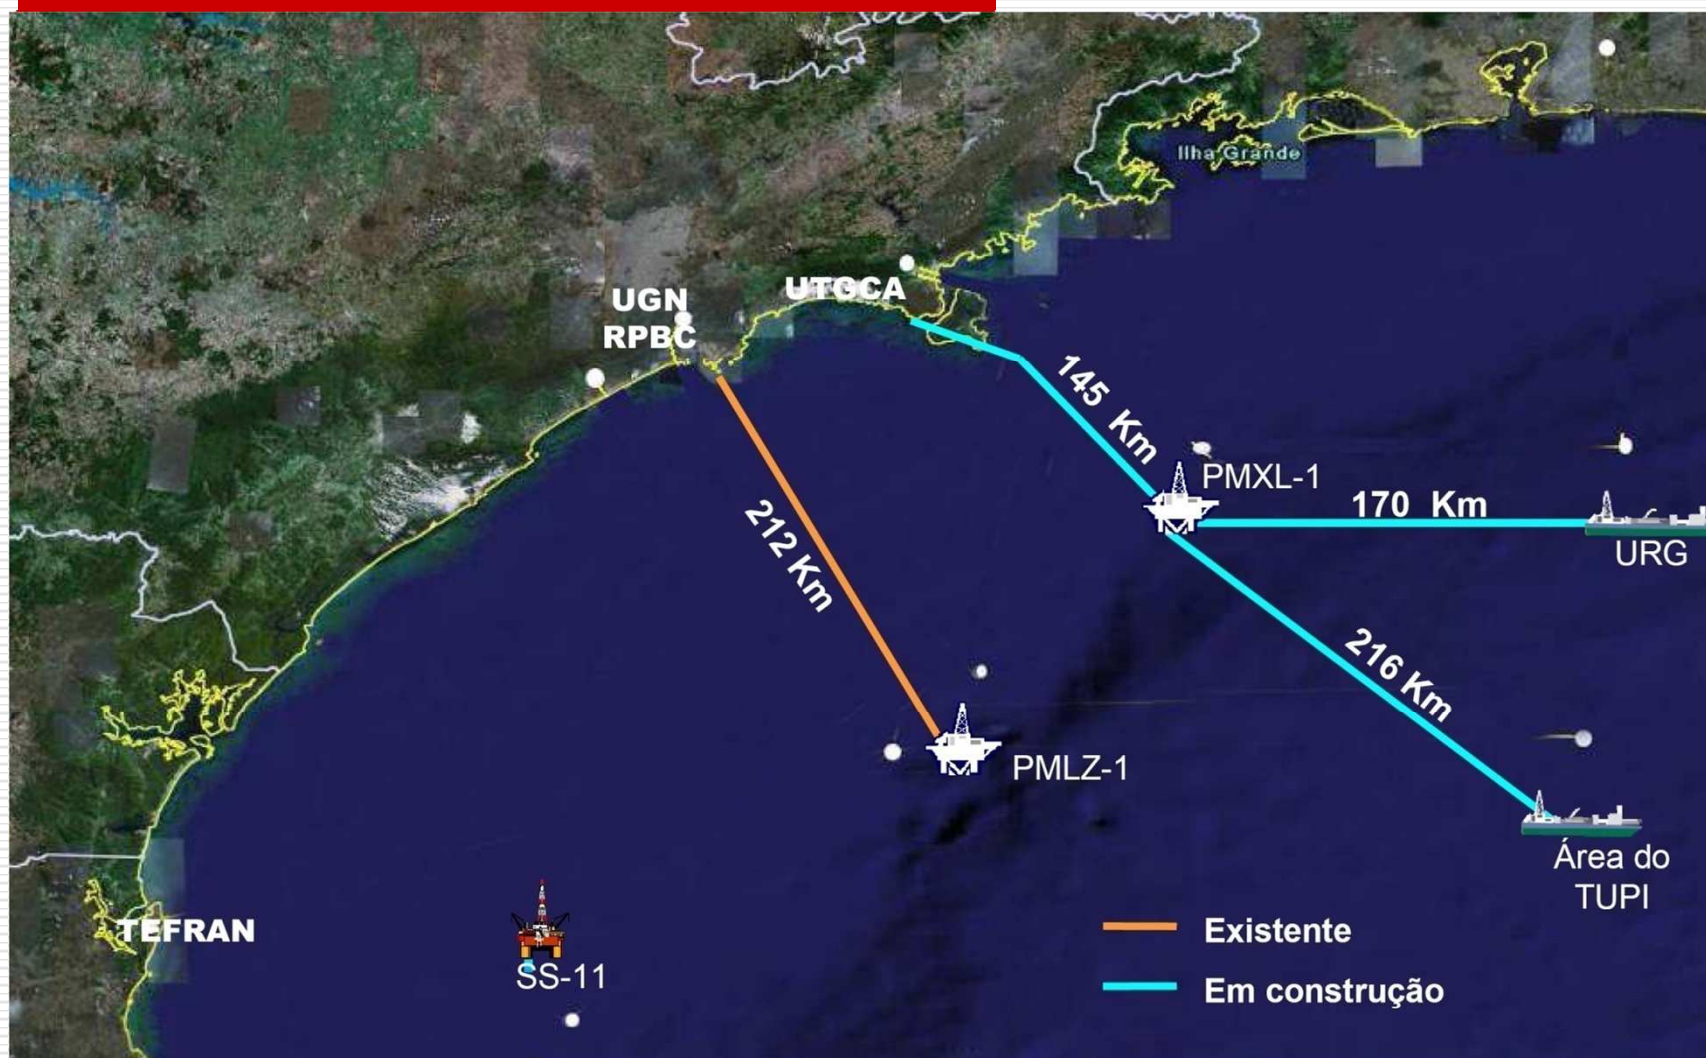 Ilha Grande
UTGCA
UGN
RPBC
145 Km
PMXL-1
170 Km
URG
212 Km
216 Km
PMLZ-1
Área do
TUPI
TEFRAN
SS-11
Existente
Em construção